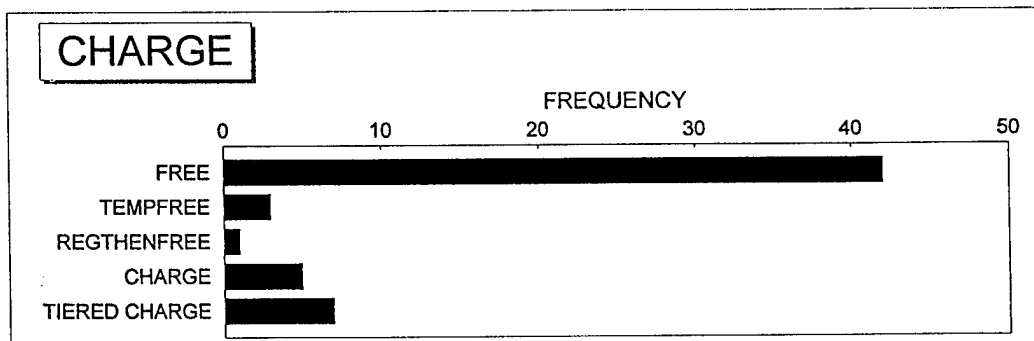 CHARGE
FREQUENCY
0 10 20 30 40 50
FREE
TEMPFREE
REGTHENFREE
CHARGE
TIERED CHARGE